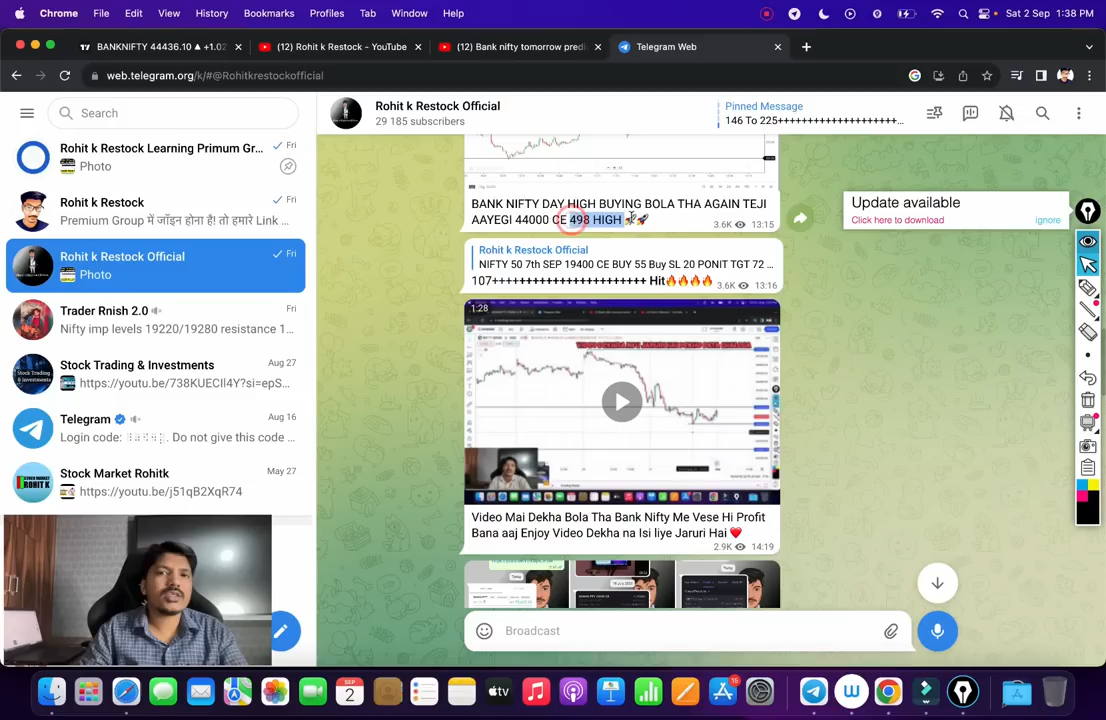 Chrome File Edit View History Bookmarks Profiles Tab Window Help Sat 2 Sep 1:38 PM
BANKNIFTY 44436.10 ▲ +1.02 (12) Rohit k Restock - YouTube (12) Bank nifty tomorrow predi Telegram Web
web.telegram.org/k/#@Rohitkrestockofficial
Search
Rohit k Restock Official
29 185 subscribers
Pinned Message
146 To 225++++++++++++++++++++...
Rohit k Restock Learning Primum Gr... Fri
Photo
Rohit k Restock Fri
Premium Group में जॉइन होना है! तो हमारे Link ...
Rohit k Restock Official Fri
Photo
Trader Rnish 2.0 Fri
Nifty imp levels 19220/19280 resistance 1...
Stock Trading & Investments Aug 27
https://youtu.be/738KUECII4Y?si=epS...
Telegram Aug 16
Login code: . Do not give this code ...
Stock Market Rohitk May 27
https://youtu.be/j51qB2XqR74
BANK NIFTY DAY HIGH BUYING BOLA THA AGAIN TEJI
AAYEGI 44000 CE 498 HIGH 🚀🚀 3.6K 13:15
Rohit k Restock Official
NIFTY 50 7th SEP 19400 CE BUY 55 Buy SL 20 PONIT TGT 72 ...
107++++++++++++++++++++++ Hit🔥🔥🔥🔥 3.6K 13:16
1:28
Video Mai Dekha Bola Tha Bank Nifty Me Vese Hi Profit
Bana aaj Enjoy Video Dekha na Isi liye Jaruri Hai ❤️
2.9K 14:19
Today
Today
Broadcast
Update available
Click here to download ignore
SEP
2
tv
15